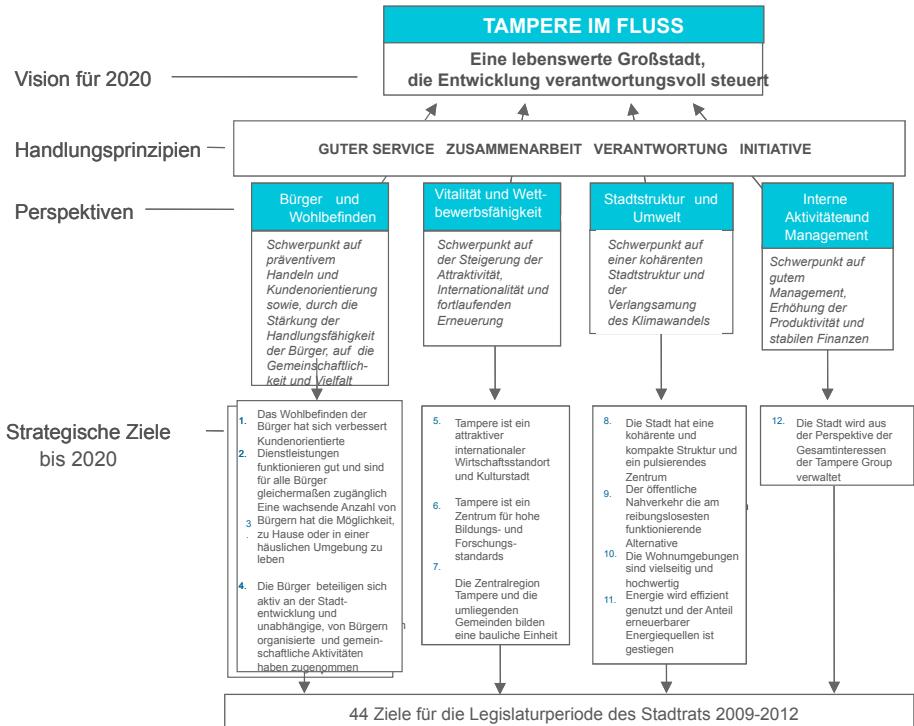 TAMPERE IM FLUSS
Eine lebenswerte Großstadt,
die Entwicklung verantwortungsvoll steuert
Vision für 2020
Handlungsprinzipien
GUTER SERVICE ZUSAMMENARBEIT VERANTWORTUNG INITIATIVE
Perspektiven
Bürger und
Wohlbefinden
Schwerpunkt auf
präventivem
Handeln und
Kundenorientierung
sowie, durch die
Stärkung der
Handlungsfähigkeit
der Bürger, auf die
Gemeinschaftlich-
keit und Vielfalt
Vitalität und Wett-
bewerbsfähigkeit
Schwerpunkt auf
der Steigerung der
Attraktivität,
Internationalität und
fortlaufenden
Erneuerung
Stadtstruktur und
Umwelt
Schwerpunkt auf
einer kohärenten
Stadtstruktur und
der
Verlangsamung
des Klimawandels
Interne
Aktivitäten und
Management
Schwerpunkt auf
gutem
Management,
Erhöhung der
Produktivität und
stabilen Finanzen
Strategische Ziele
bis 2020
1. Das Wohlbefinden der
Bürger hat sich verbessert
Kundenorientierte
2. Dienstleistungen
funktionieren gut und sind
für alle Bürger
gleichermaßen zugänglich
Eine wachsende Anzahl von
3. Bürgern hat die Möglichkeit,
zu Hause oder in einer
häuslichen Umgebung zu
leben
4. Die Bürger beteiligen sich
aktiv an der Stadt-
entwicklung und
unabhängige, von Bürgern
organisierte und gemein-
schaftliche Aktivitäten
haben zugenommen
5. Tampere ist ein
attraktiver
internationaler
Wirtschaftsstandort
und Kulturstadt
6. Tampere ist ein
Zentrum für hohe
Bildungs- und
Forschungs-
standards
7.
Die Zentralregion
Tampere und die
umliegenden
Gemeinden bilden
eine bauliche Einheit
8. Die Stadt hat eine
kohärente und
kompakte Struktur und
ein pulsierendes
Zentrum
9. Der öffentliche
Nahverkehr die am
reibungslosesten
funktionierende
Alternative
10. Die Wohnumgebungen
sind vielseitig und
hochwertig
11. Energie wird effizient
genutzt und der Anteil
erneuerbarer
Energiequellen ist
gestiegen
12. Die Stadt wird aus
der Perspektive der
Gesamtinteressen
der Tampere Group
verwaltet
44 Ziele für die Legislaturperiode des Stadtrats 2009-2012